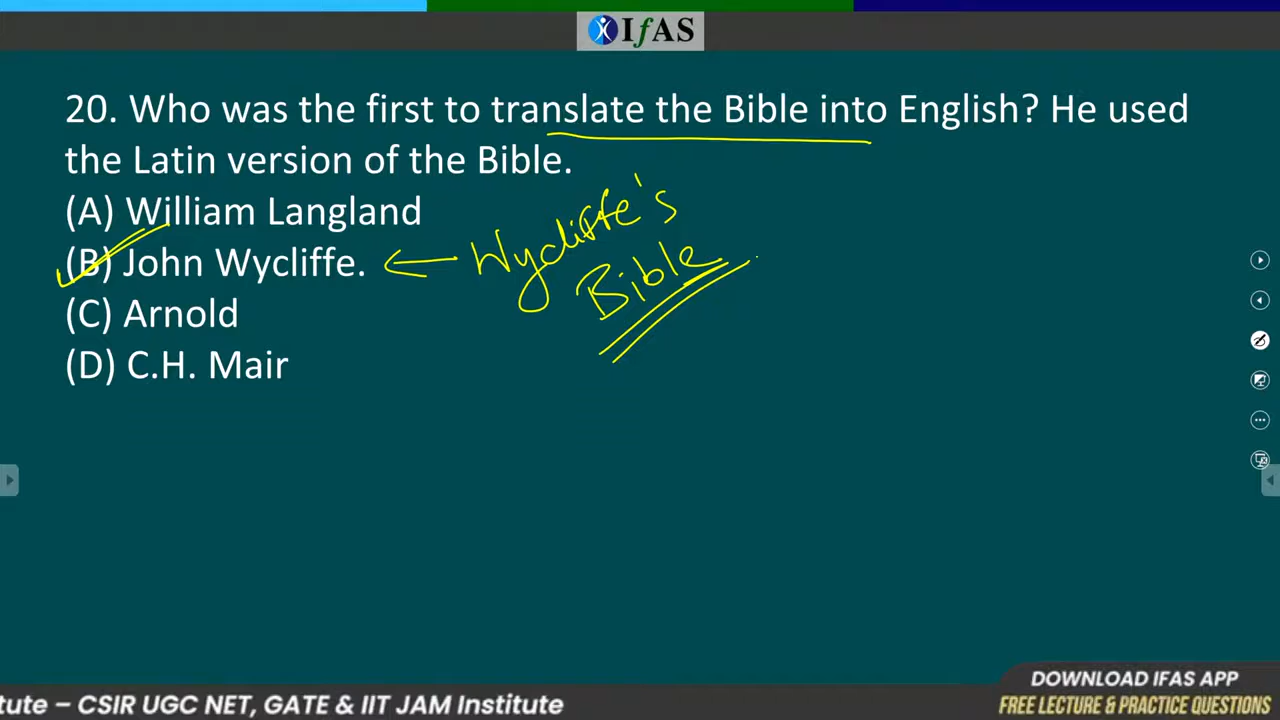 IfAS
20. Who was the first to translate the Bible into English? He used
the Latin version of the Bible.
(A) William Langland
(B) John Wycliffe.
(C) Arnold
(D) C.H. Mair
Wycliffe's
Bible
DOWNLOAD IFAS APP
FREE LECTURE & PRACTICE QUESTIONS
tute – CSIR UGC NET, GATE & IIT JAM Institute